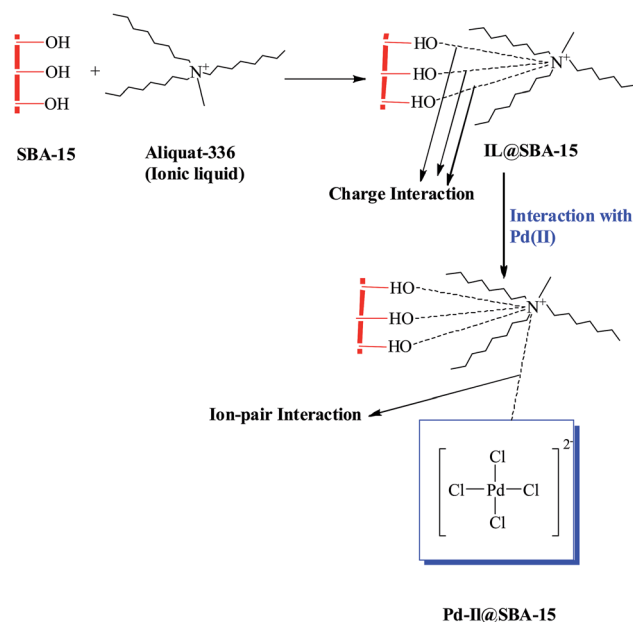 OH
OH
OH
+
N+
SBA-15
Aliquat-336
(Ionic liquid)
HO
HO
HO
N+
IL@SBA-15
Charge Interaction
Interaction with
Pd(II)
HO
HO
HO
N+
Ion-pair Interaction
2-
Cl
Cl—Pd—Cl
Cl
Pd-Il@SBA-15